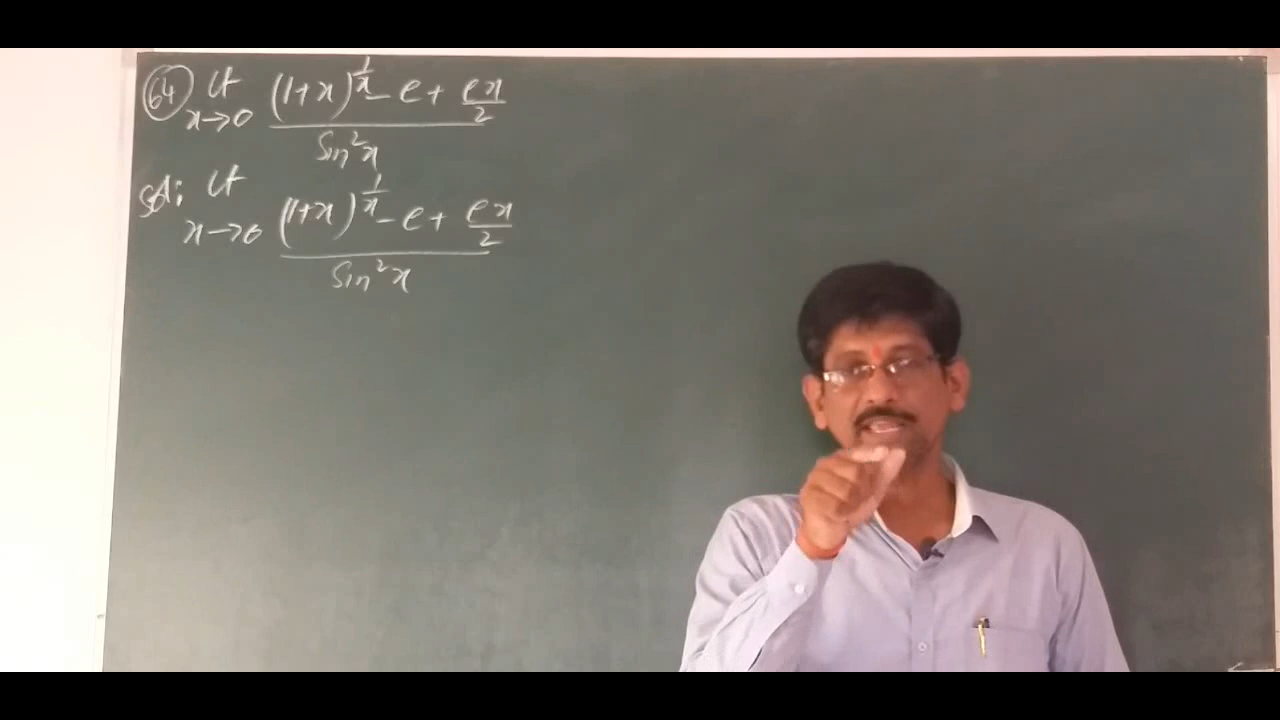 (64) Lt x→0 ((1+x)^(1/x) - e + ex/2) / Sin²x
Sol: Lt x→0 ((1+x)^(1/x) - e + ex/2) / Sin²x